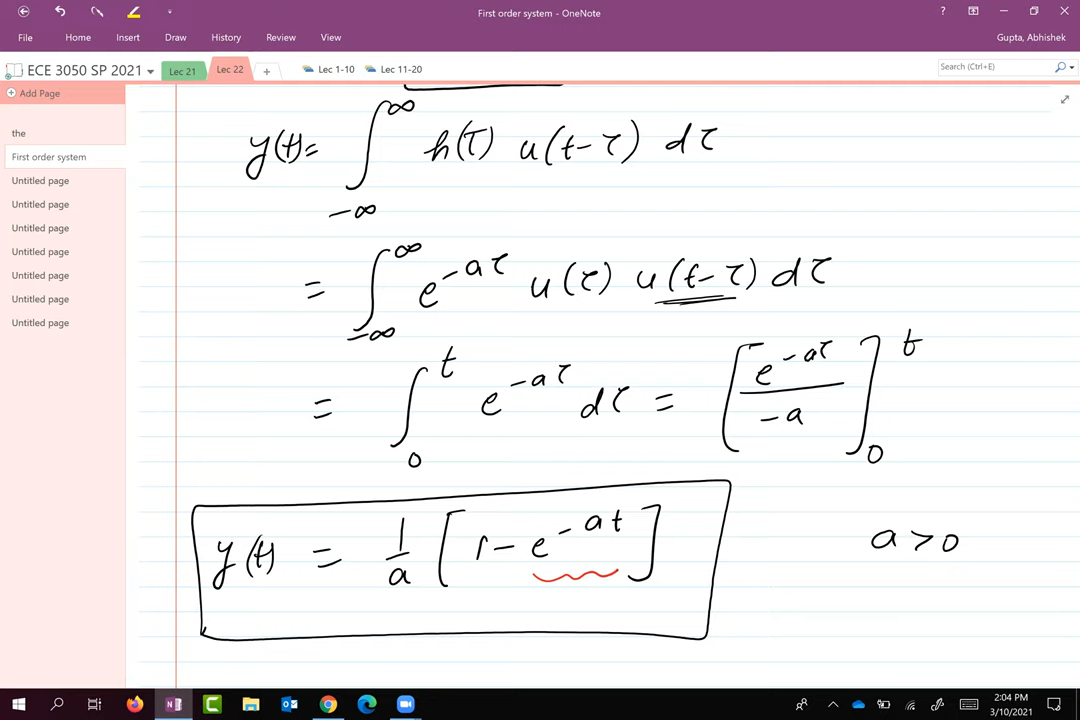 First order system - OneNote
?
File Home Insert Draw History Review View
Gupta, Abhishek
ECE 3050 SP 2021
Lec 21
Lec 22
+
Lec 1-10
Lec 11-20
Search (Ctrl+E)
Add Page
the
First order system
Untitled page
Untitled page
Untitled page
Untitled page
Untitled page
Untitled page
Untitled page
y(t) = ∫_{-∞}^{∞} h(τ) u(t-τ) dτ
= ∫_{-∞}^{∞} e^{-aτ} u(τ) u(t-τ) dτ
= ∫_0^t e^{-aτ} dτ = [e^{-aτ}/-a]_0^t
y(t) = 1/a [1 - e^{-at}] a > 0
2:04 PM
3/10/2021